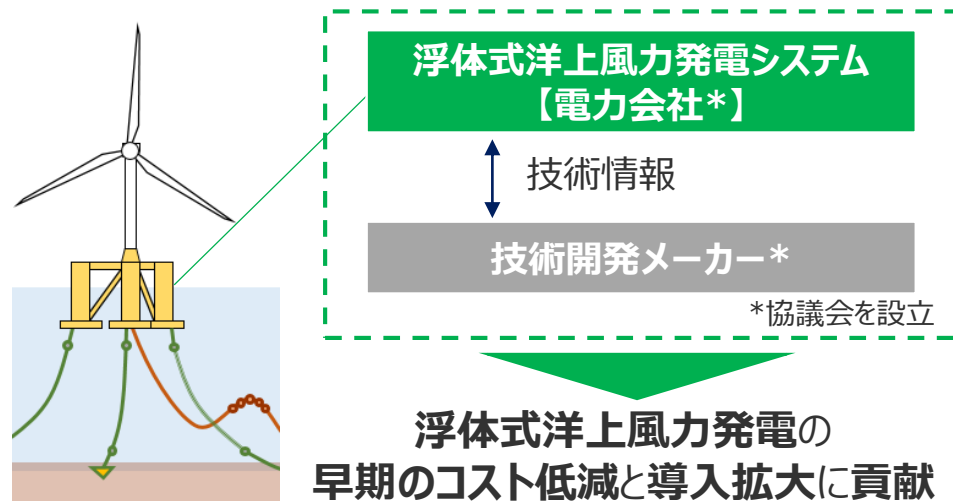 浮体式洋上風力発電システム
【電力会社*】
技術情報
技術開発メーカー*
*協議会を設立
浮体式洋上風力発電の
早期のコスト低減と導入拡大に貢献